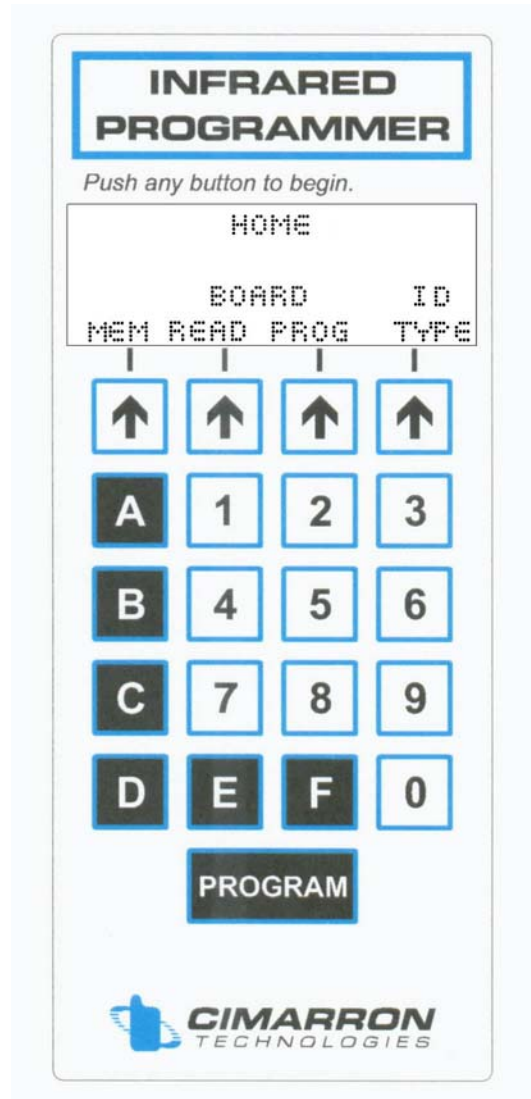 INFRARED
PROGRAMMER
Push any button to begin.
HOME
BOARD ID
MEM READ PROG TYPE
A 1 2 3
B 4 5 6
C 7 8 9
D E F 0
PROGRAM
CIMARRON
TECHNOLOGIES